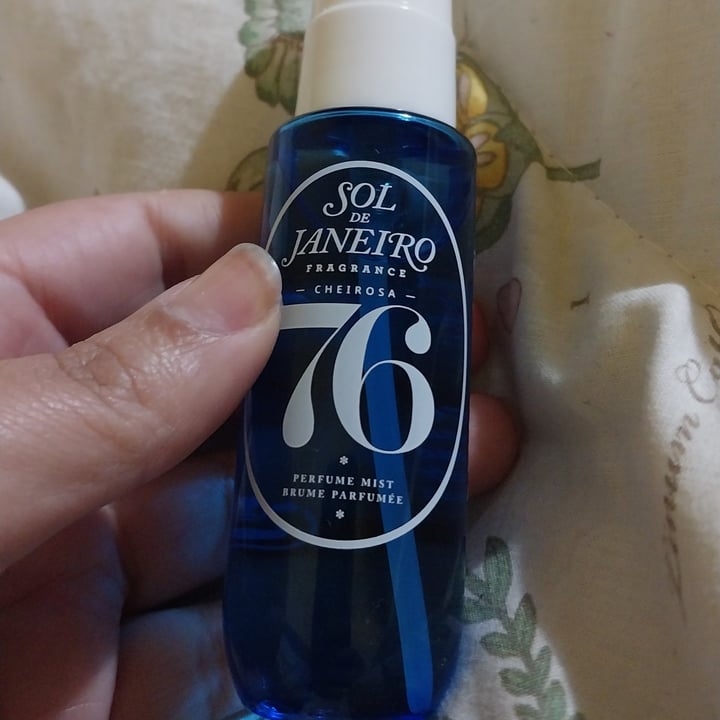 SOL
DE
JANEIRO
FRAGRANCE
— CHEIROSA —
76
PERFUME MIST
BRUME PARFUMÉE